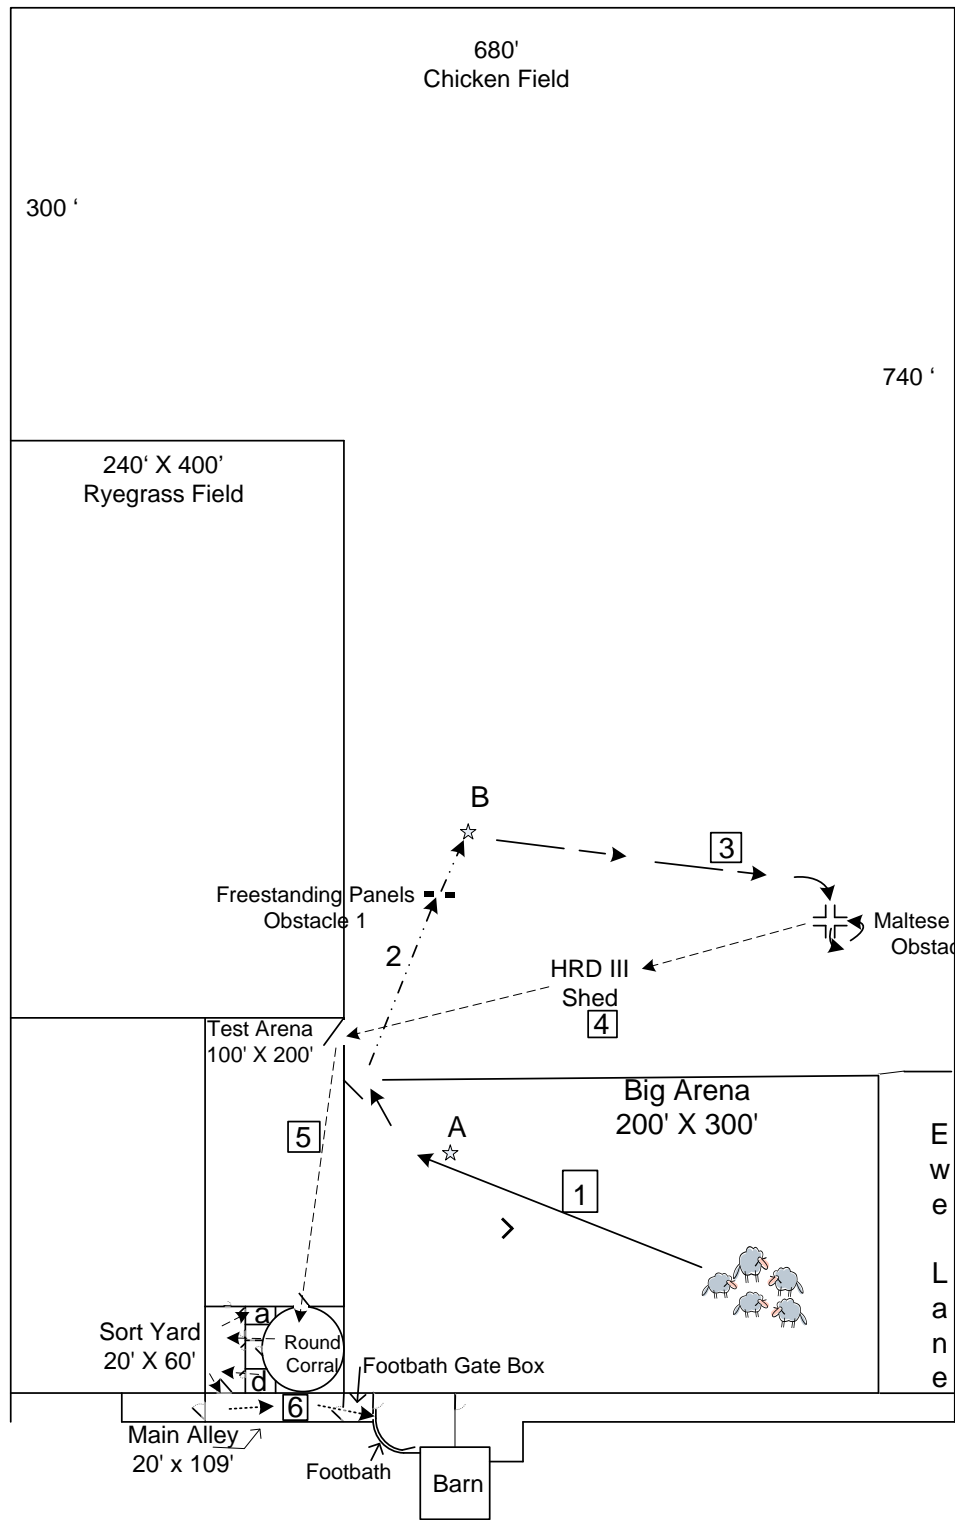 680'
Chicken Field
300 ‘
740 ‘
240‘ X 400’
Ryegrass Field
B
3
Freestanding Panels
Obstacle 1
Maltese
Obstac
2
HRD III
Shed
4
Test Arena
100' X 200'
Big Arena
200' X 300'
A
5
1
E
w
e
L
a
n
e
a
Sort Yard
20' X 60'
Round
Corral
d
Footbath Gate Box
6
Main Alley
20' x 109'
Footbath
Barn